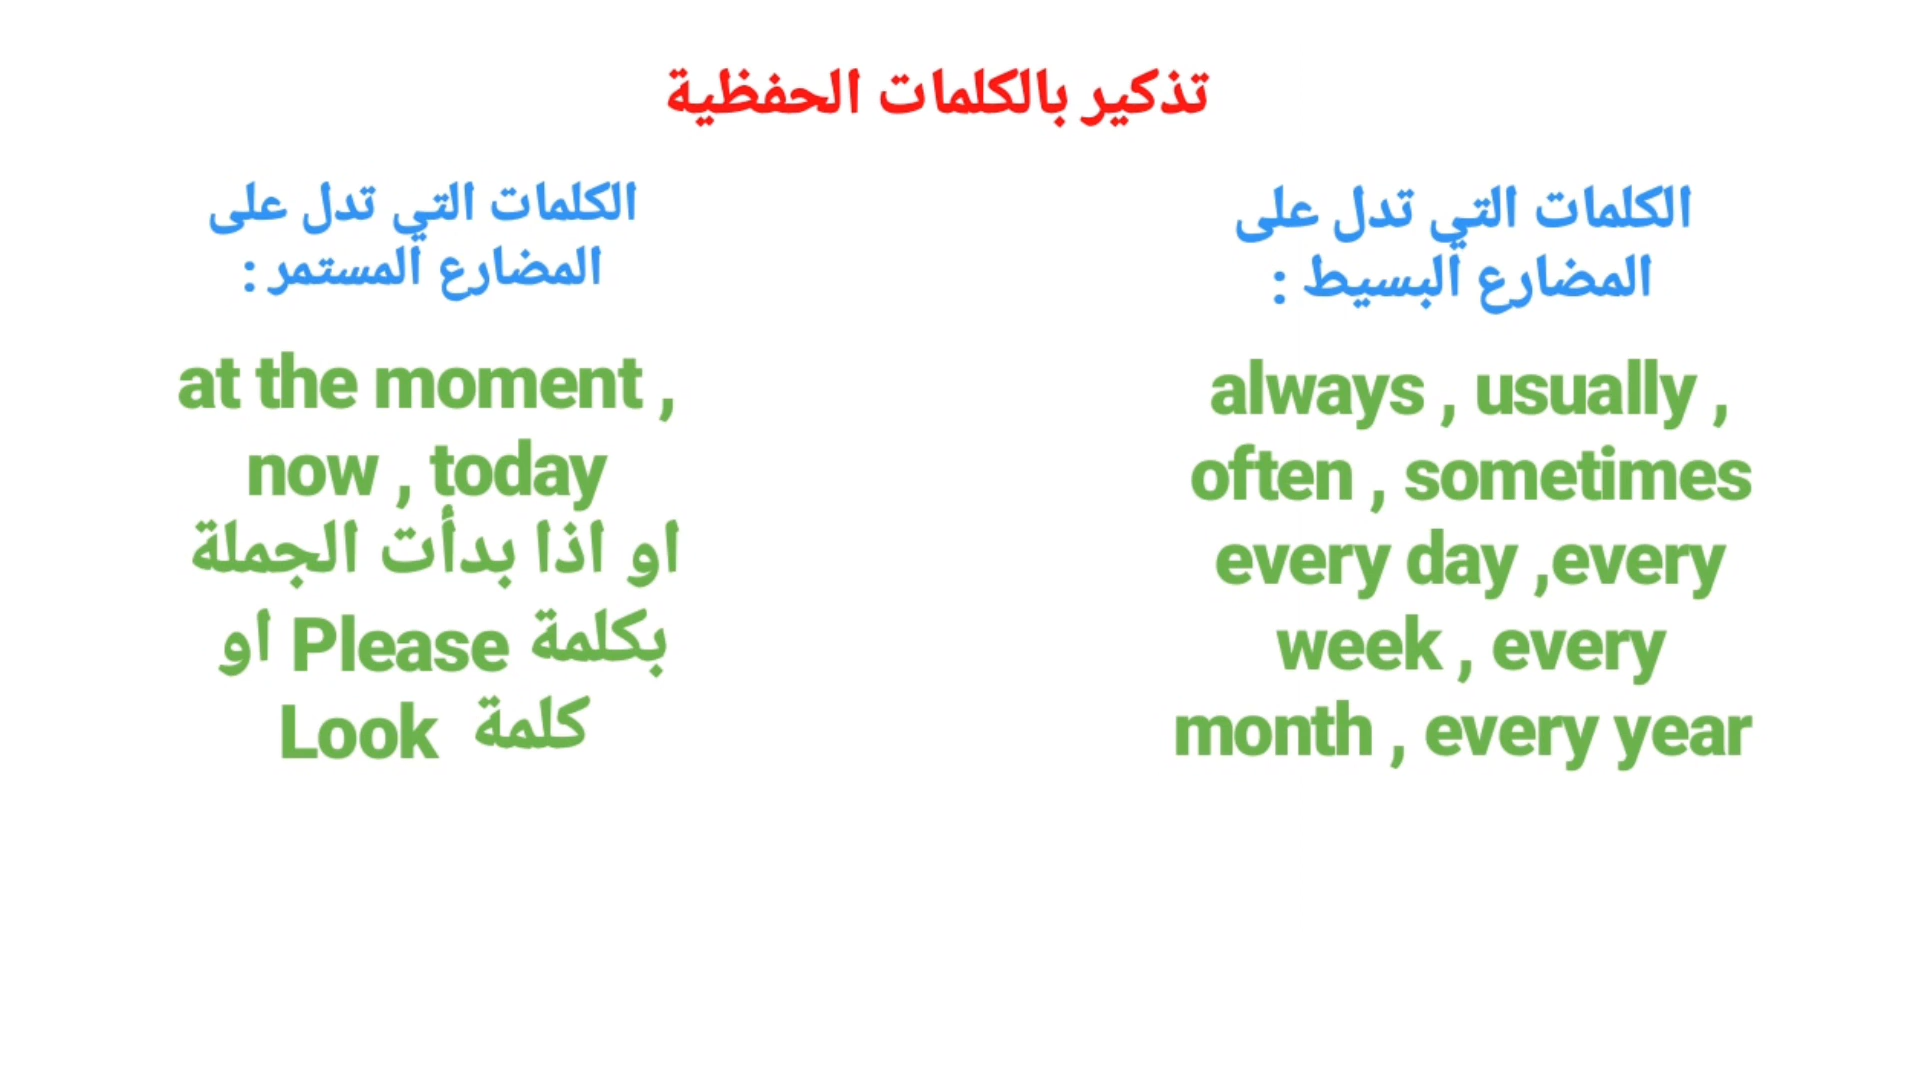 تذكير بالكلمات الحفظية
الكلمات التي تدل على
المضارع البسيط :
always , usually ,
often , sometimes
every day ,every
week , every
month , every year
الكلمات التي تدل على
المضارع المستمر :
at the moment ,
now , today
او اذا بدأت الجملة
بكلمة Please او
كلمة Look